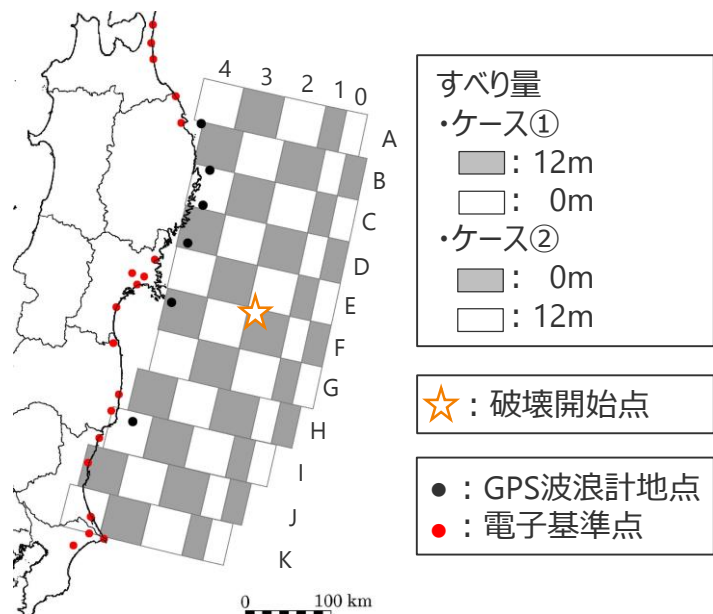 4 3 2 1 0
A
B
C
D
E
F
G
H
I
J
K
0 100 km
すべり量
・ケース①
: 12m
: 0m
・ケース②
: 0m
: 12m
: 破壊開始点
: GPS波浪計地点
: 電子基準点